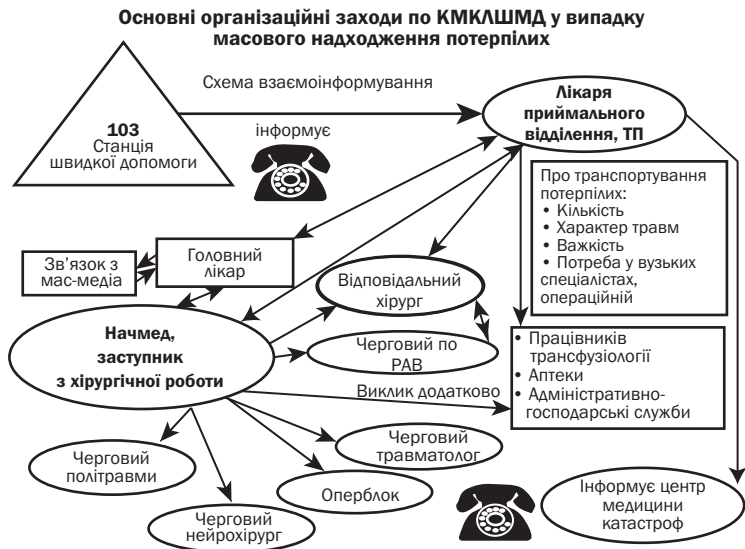 Основні організаційні заходи по КМКЛШМД у випадку
масового надходження потерпілих
Схема взаємоінформування
103
Станція
швидкої допомоги
інформує
Лікаря
приймального
відділення, ТП
Про транспортування
потерпілих:
• Кількість
• Характер травм
• Важкість
• Потреба у вузьких
спеціалістах,
операційній
Зв’язок з
мас-медіа
Головний
лікар
Відповідальний
хірург
Начмед,
заступник
з хірургічної роботи
Черговий по
РАВ
Виклик додатково
• Працівників
трансфузіології
• Аптеки
• Адміністративно-
господарські служби
Черговий
політравми
Черговий
нейрохірург
Оперблок
Черговий
травматолог
Інформує центр
медицини
катастроф